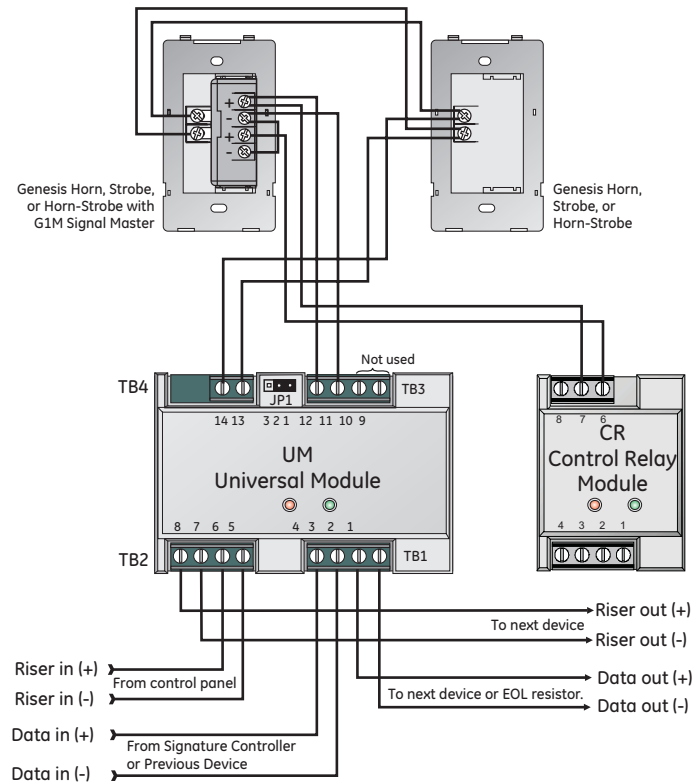 +
-
+
-
Genesis Horn, Strobe,
or Horn-Strobe with
G1M Signal Master
Genesis Horn,
Strobe, or
Horn-Strobe
Not used
TB4
JP1
TB3
14 13 3 2 1 12 11 10 9
UM
Universal Module
8 7 6 5 4 3 2 1
TB2
TB1
8 7 6
CR
Control Relay
Module
4 3 2 1
Riser out (+)
To next device
Riser out (-)
Riser in (+)
From control panel
Riser in (-)
Data out (+)
To next device or EOL resistor.
Data out (-)
Data in (+)
From Signature Controller
or Previous Device
Data in (-)